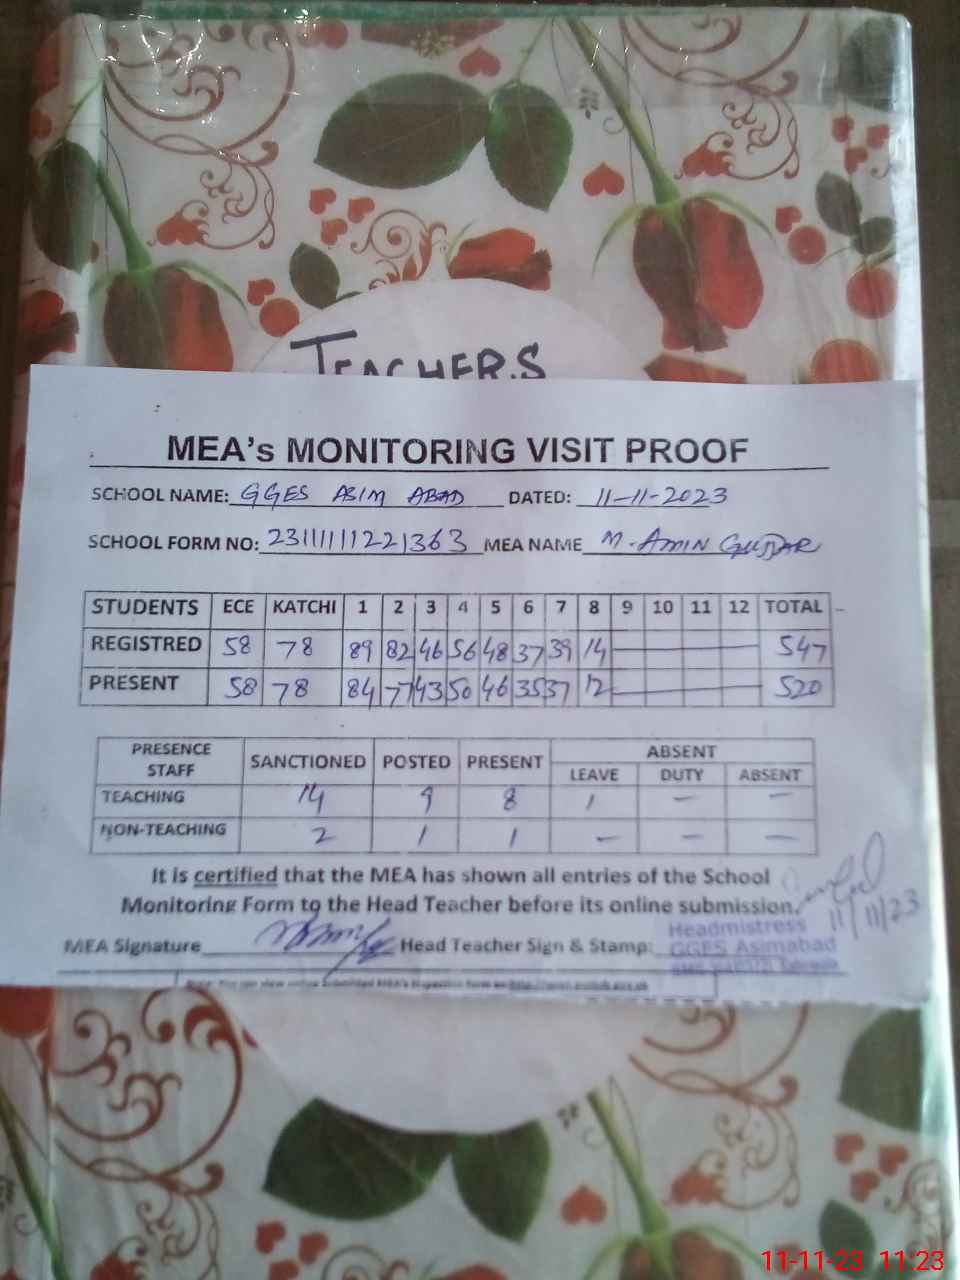 TEACHERS
MEA's MONITORING VISIT PROOF
SCHOOL NAME: GGES ASIM ABAD DATED: 11-11-2023
SCHOOL FORM NO: 23111111221363 MEA NAME M. AMIN GUJJAR
STUDENTS ECE KATCHI 1 2 3 4 5 6 7 8 9 10 11 12 TOTAL
REGISTRED 58 78 89 82 46 56 48 37 39 14 547
PRESENT 58 78 84 77 43 50 46 35 37 12 520
PRESENCE STAFF SANCTIONED POSTED PRESENT ABSENT
LEAVE DUTY ABSENT
TEACHING 14 9 8 1 - -
NON-TEACHING 2 1 1 - - -
It is certified that the MEA has shown all entries of the School
Monitoring Form to the Head Teacher before its online submission.
11/11/23
Headmistress
MEA Signature Head Teacher Sign & Stamp: GGES Asimabad
11-11-23 11:23